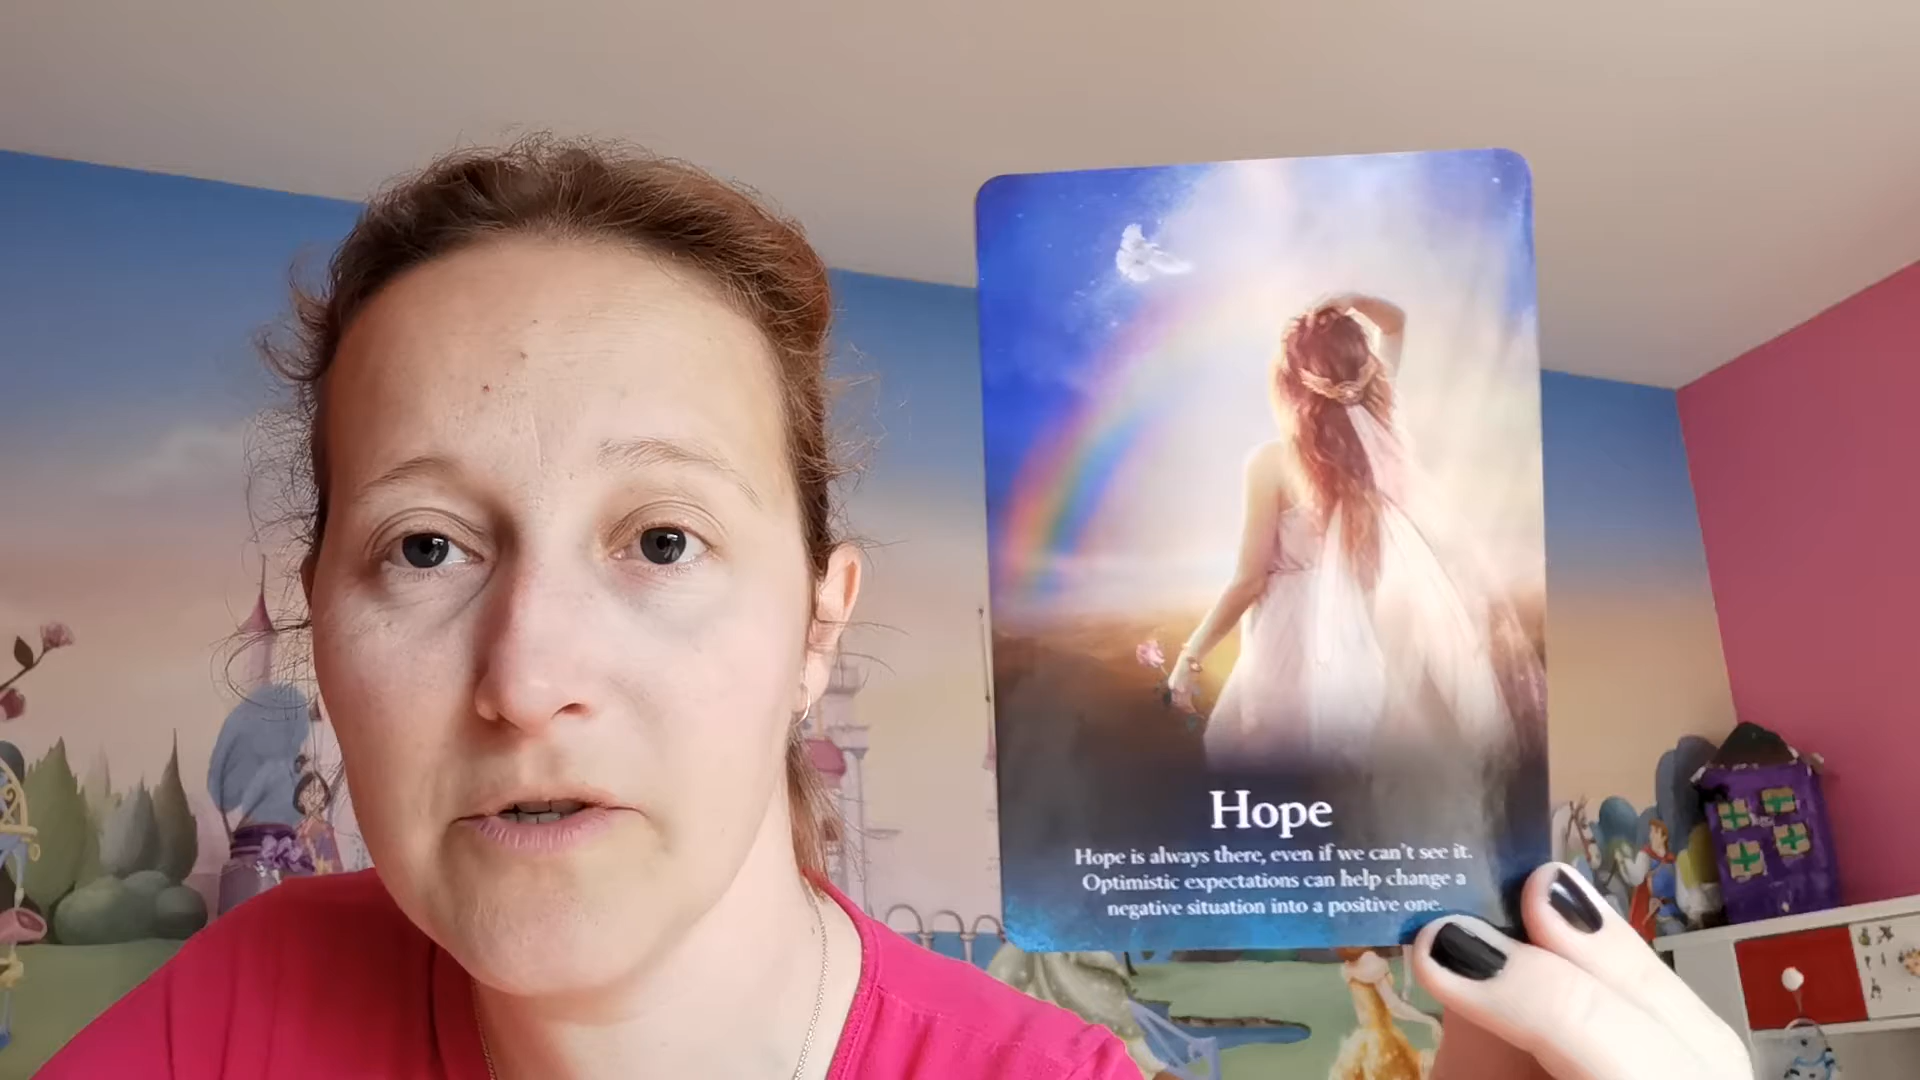 Hope
Hope is always there, even if we can't see it.
Optimistic expectations can help change a
negative situation into a positive one.